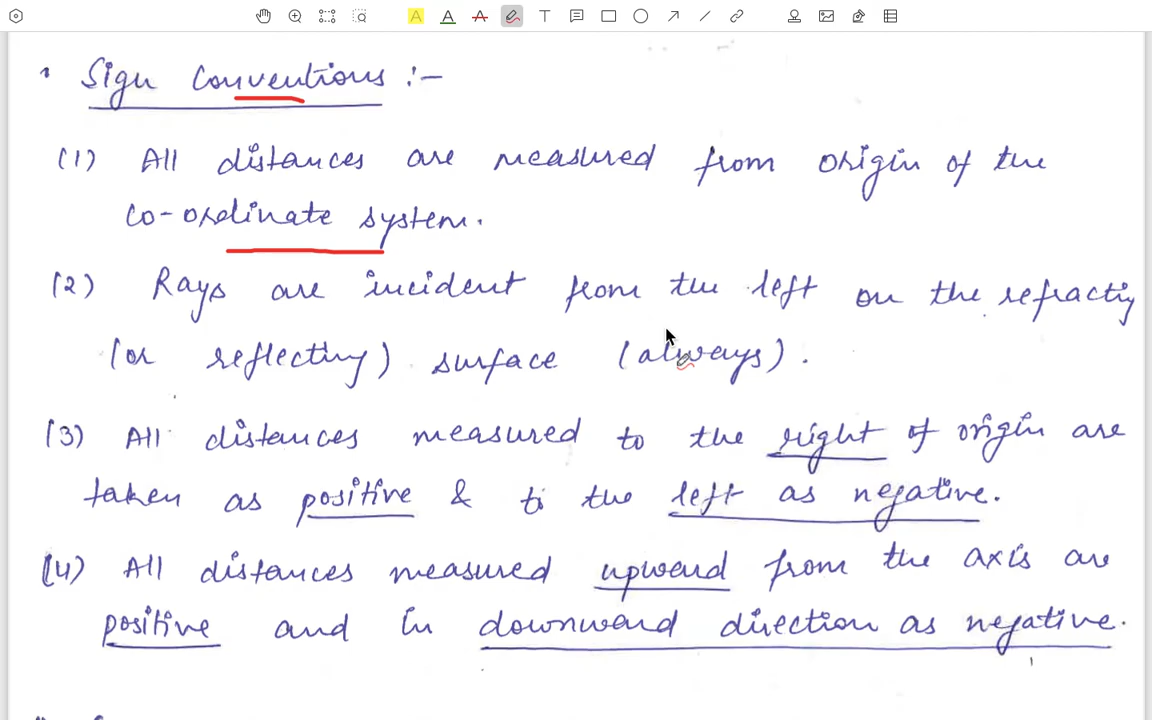 Sign Conventions :-
(1) All distances are measured from origin of the
co-ordinate system.
(2) Rays are incident from the left on the refracting
(or reflecting) surface (always).
(3) All distances measured to the right of origin are
taken as positive & to the left as negative.
(4) All distances measured upward from the axis are
positive and in downward direction as negative.